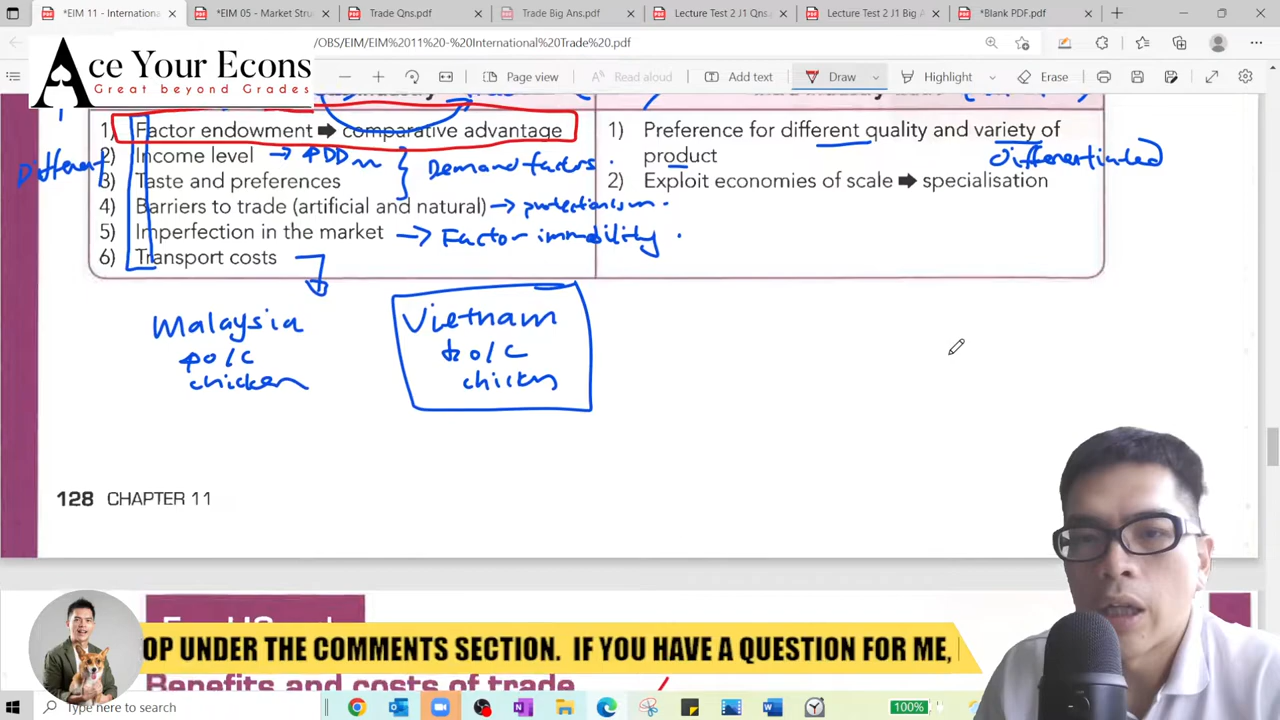 *EIM 11 - Internationa
*EIM 05 - Market Stru
Trade Qns.pdf
Trade Big Ans.pdf
Lecture Test 2 J1 Qns
Lecture Test 2 J1 Big A
*Blank PDF.pdf
/OBS/EIM/EIM%2011%20-%20International%20Trade%20.pdf
Ace Your Econs
Great beyond Grades
Page view
Read aloud
Add text
Draw
Highlight
Erase
1) Factor endowment ➡ comparative advantage
2) Income level → ↑DDm
3) Taste and preferences
} Demand factors.
4) Barriers to trade (artificial and natural) → protectionism.
5) Imperfection in the market → Factor immobility.
6) Transport costs
Different
1) Preference for different quality and variety of
product
differentiated
2) Exploit economies of scale ➡ specialisation
Malaysia
o/c
chicken
Vietnam
o/c
chicken
128 CHAPTER 11
OP UNDER THE COMMENTS SECTION. IF YOU HAVE A QUESTION FOR ME,
Benefits and costs of trade
Type here to search
100%